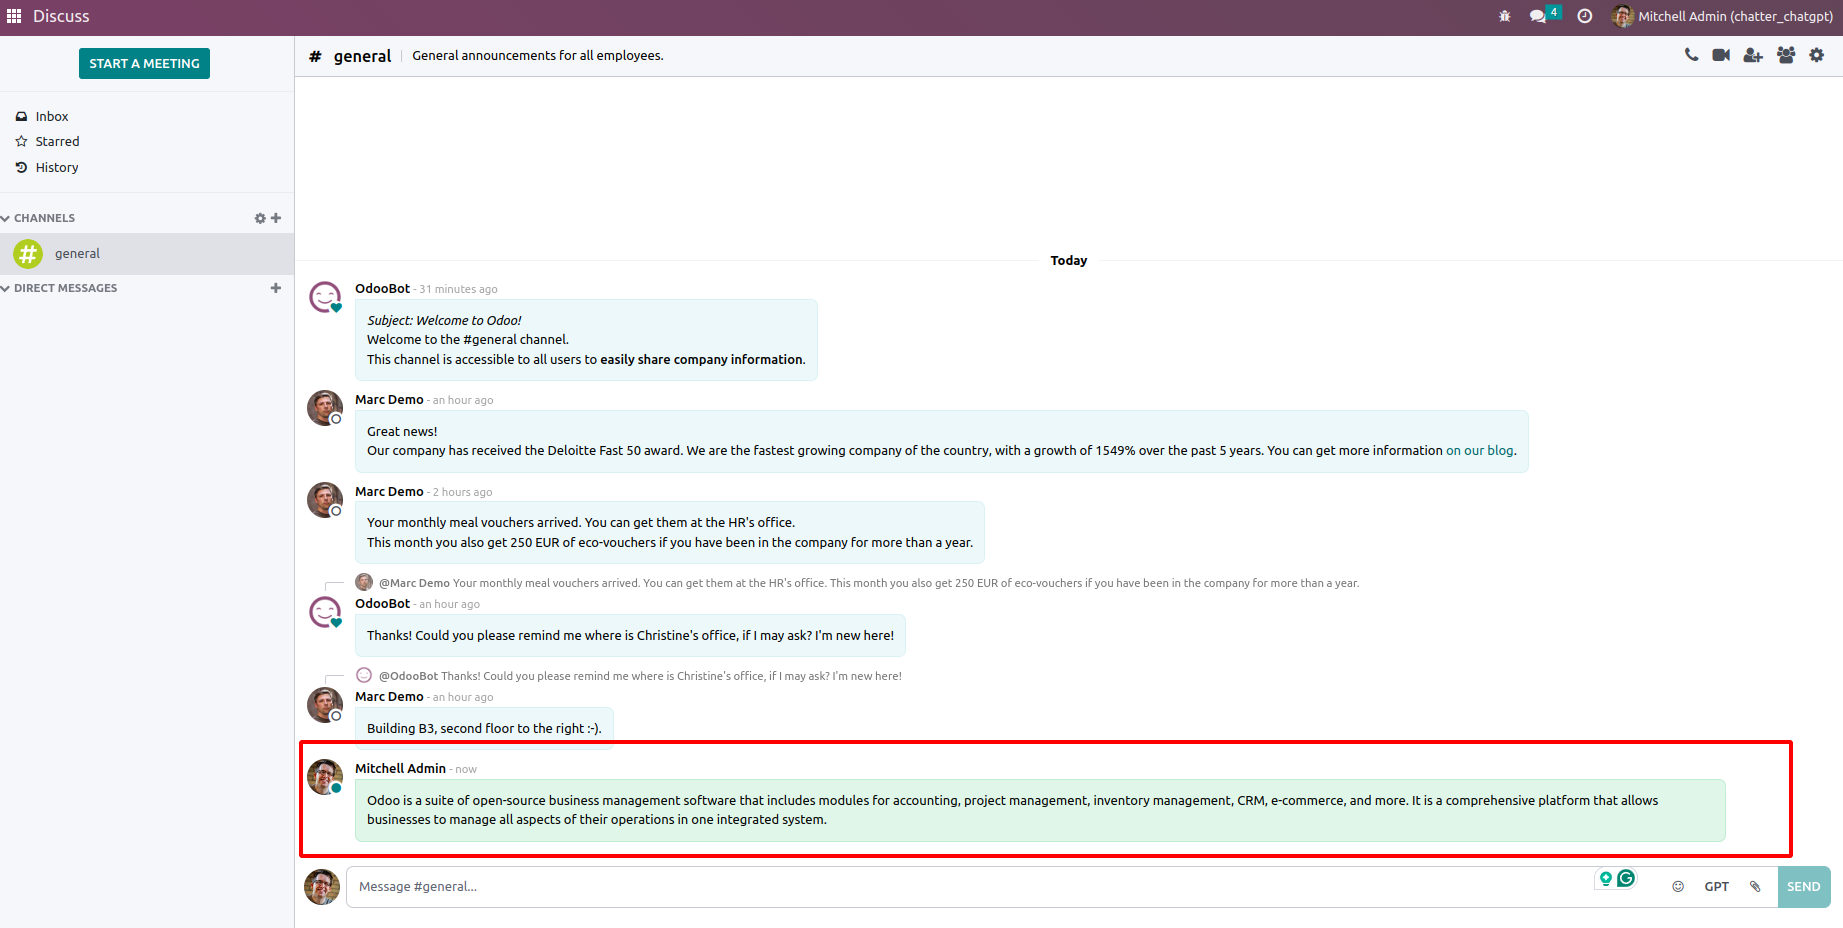 Discuss
4
Mitchell Admin (chatter_chatgpt)
START A MEETING
# general
General announcements for all employees.
Inbox
Starred
History
CHANNELS
# general
DIRECT MESSAGES
Today
OdooBot - 31 minutes ago
Subject: Welcome to Odoo!
Welcome to the #general channel.
This channel is accessible to all users to easily share company information.
Marc Demo - an hour ago
Great news!
Our company has received the Deloitte Fast 50 award. We are the fastest growing company of the country, with a growth of 1549% over the past 5 years. You can get more information on our blog.
Marc Demo - 2 hours ago
Your monthly meal vouchers arrived. You can get them at the HR's office.
This month you also get 250 EUR of eco-vouchers if you have been in the company for more than a year.
@Marc Demo Your monthly meal vouchers arrived. You can get them at the HR's office. This month you also get 250 EUR of eco-vouchers if you have been in the company for more than a year.
OdooBot - an hour ago
Thanks! Could you please remind me where is Christine's office, if I may ask? I'm new here!
@OdooBot Thanks! Could you please remind me where is Christine's office, if I may ask? I'm new here!
Marc Demo - an hour ago
Building B3, second floor to the right :-).
Mitchell Admin - now
Odoo is a suite of open-source business management software that includes modules for accounting, project management, inventory management, CRM, e-commerce, and more. It is a comprehensive platform that allows
businesses to manage all aspects of their operations in one integrated system.
Message #general...
GPT
SEND